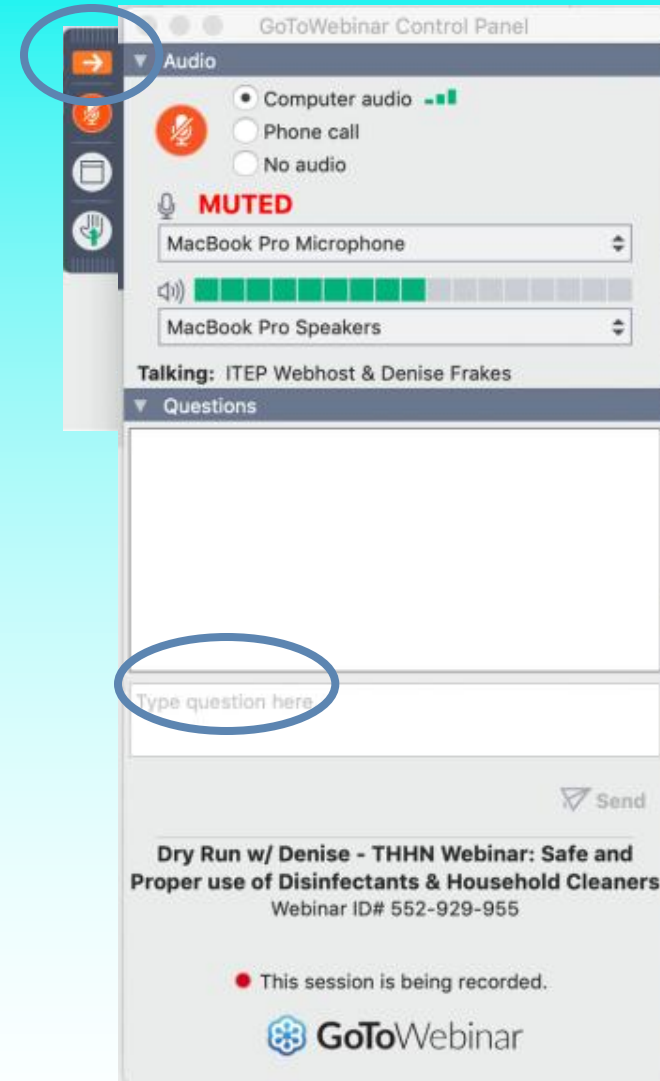 GoToWebinar Control Panel
Audio
Computer audio
Phone call
No audio
MUTED
MacBook Pro Microphone
MacBook Pro Speakers
Talking: ITEP Webhost & Denise Frakes
Questions
Type question here
Send
Dry Run w/ Denise - THHN Webinar: Safe and
Proper use of Disinfectants & Household Cleaners
Webinar ID# 552-929-955
This session is being recorded.
GoToWebinar